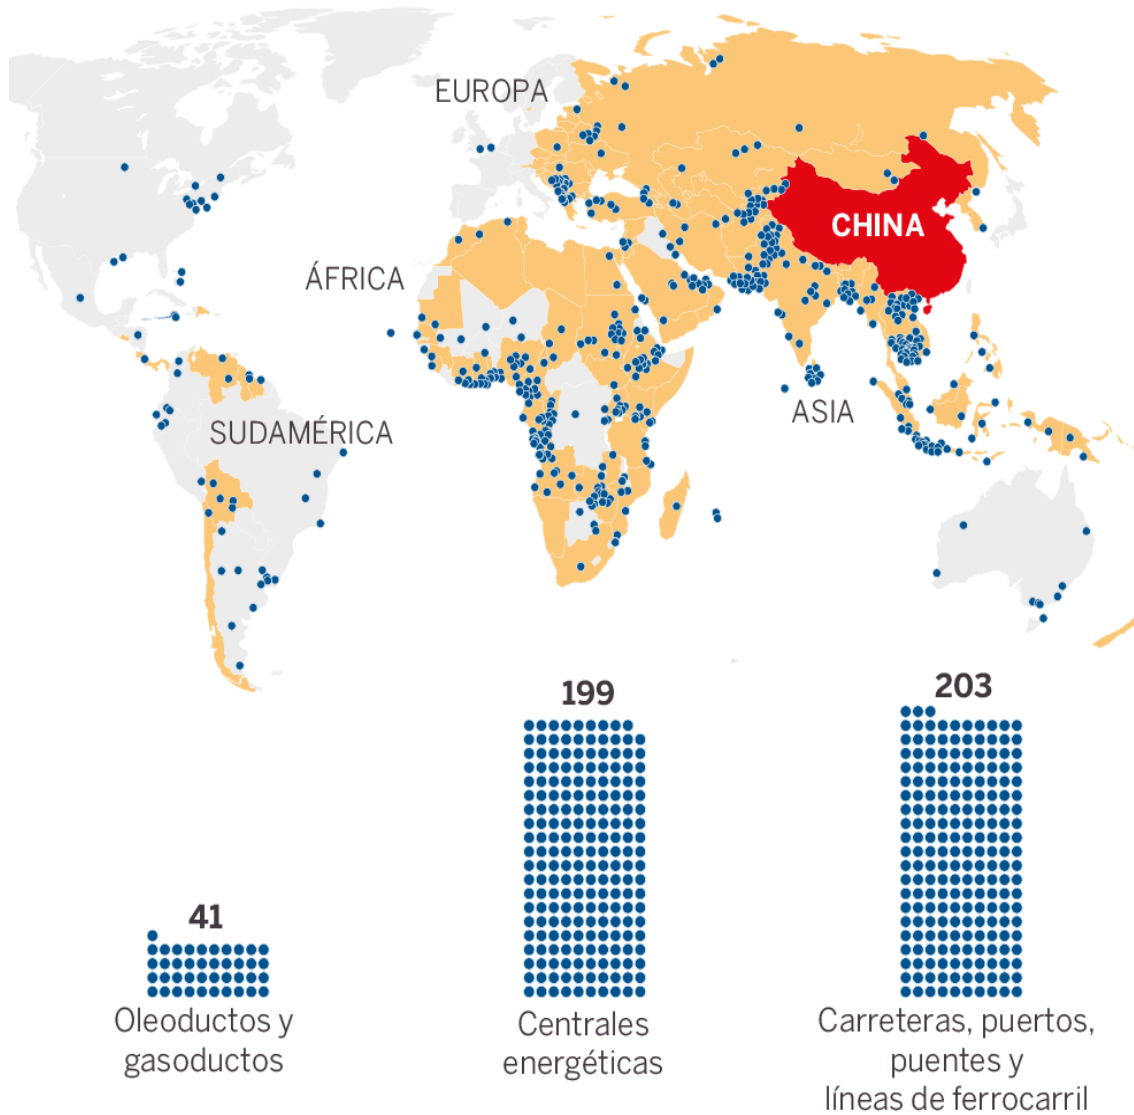 EUROPA
CHINA
ÁFRICA
ASIA
SUDAMÉRICA
199
203
41
Oleoductos y
gasoductos
Centrales
energéticas
Carreteras, puertos,
puentes y
líneas de ferrocarril